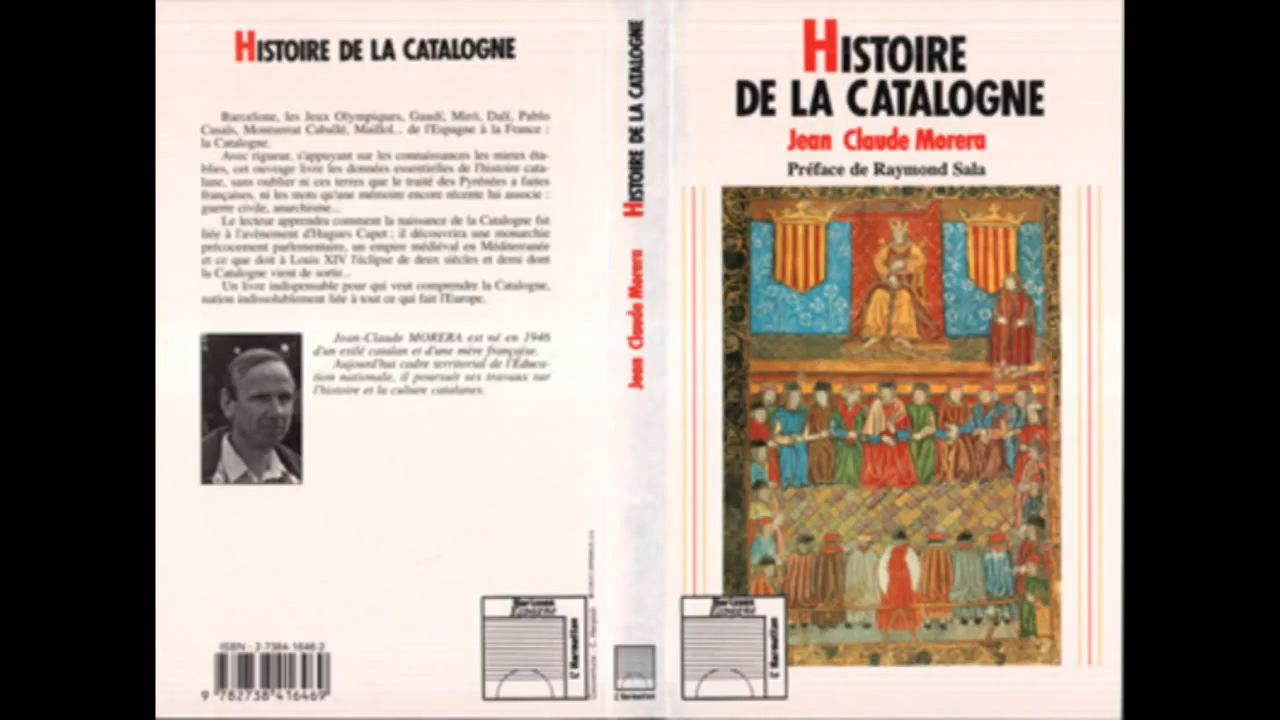 HISTOIRE DE LA CATALOGNE
Barcelone, les Jeux Olympiques, Gaudí, Miró, Dalí, Pablo
Casals, Montserrat Caballé, Maillol... de l'Espagne à la France :
la Catalogne.
Avec rigueur, s'appuyant sur les connaissances les mieux éta-
blies, cet ouvrage livre les données essentielles de l'histoire cata-
lane, sans oublier ni ces terres que le traité des Pyrénées a faites
françaises, ni les mots qu'une mémoire encore récente lui associe :
guerre civile, anarchisme...
Le lecteur apprendra comment la naissance de la Catalogne fut
liée à l'avènement d'Hugues Capet ; il découvrira une monarchie
précocement parlementaire, un empire médiéval en Méditerranée
et ce que doit à Louis XIV l'éclipse de deux siècles et demi dont
la Catalogne vient de sortir...
Un livre indispensable pour qui veut comprendre la Catalogne,
nation indissolublement liée à tout ce qui fait l'Europe.
Jean-Claude MORERA est né en 1946
d'un exilé catalan et d'une mère française.
Aujourd'hui cadre territorial de l'Éduca-
tion nationale, il poursuit ses travaux sur
l'histoire et la culture catalanes.
ISBN : 2-7384-1646-2
9 782738 416469
Horizons
Espagne
L'Harmattan
Jean Claude Morera HISTOIRE DE LA CATALOGNE
L'Harmattan
HISTOIRE
DE LA CATALOGNE
Jean Claude Morera
Préface de Raymond Sala
Horizons
Espagne
L'Harmattan